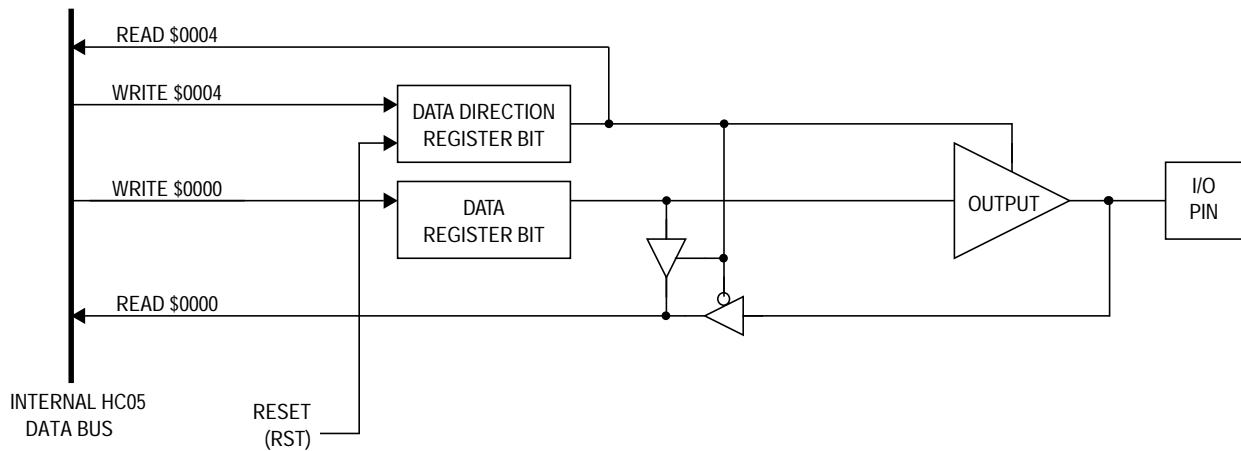 READ $0004
WRITE $0004
DATA DIRECTION
REGISTER BIT
WRITE $0000
DATA
REGISTER BIT
OUTPUT
I/O
PIN
READ $0000
INTERNAL HC05
DATA BUS
RESET
(RST)